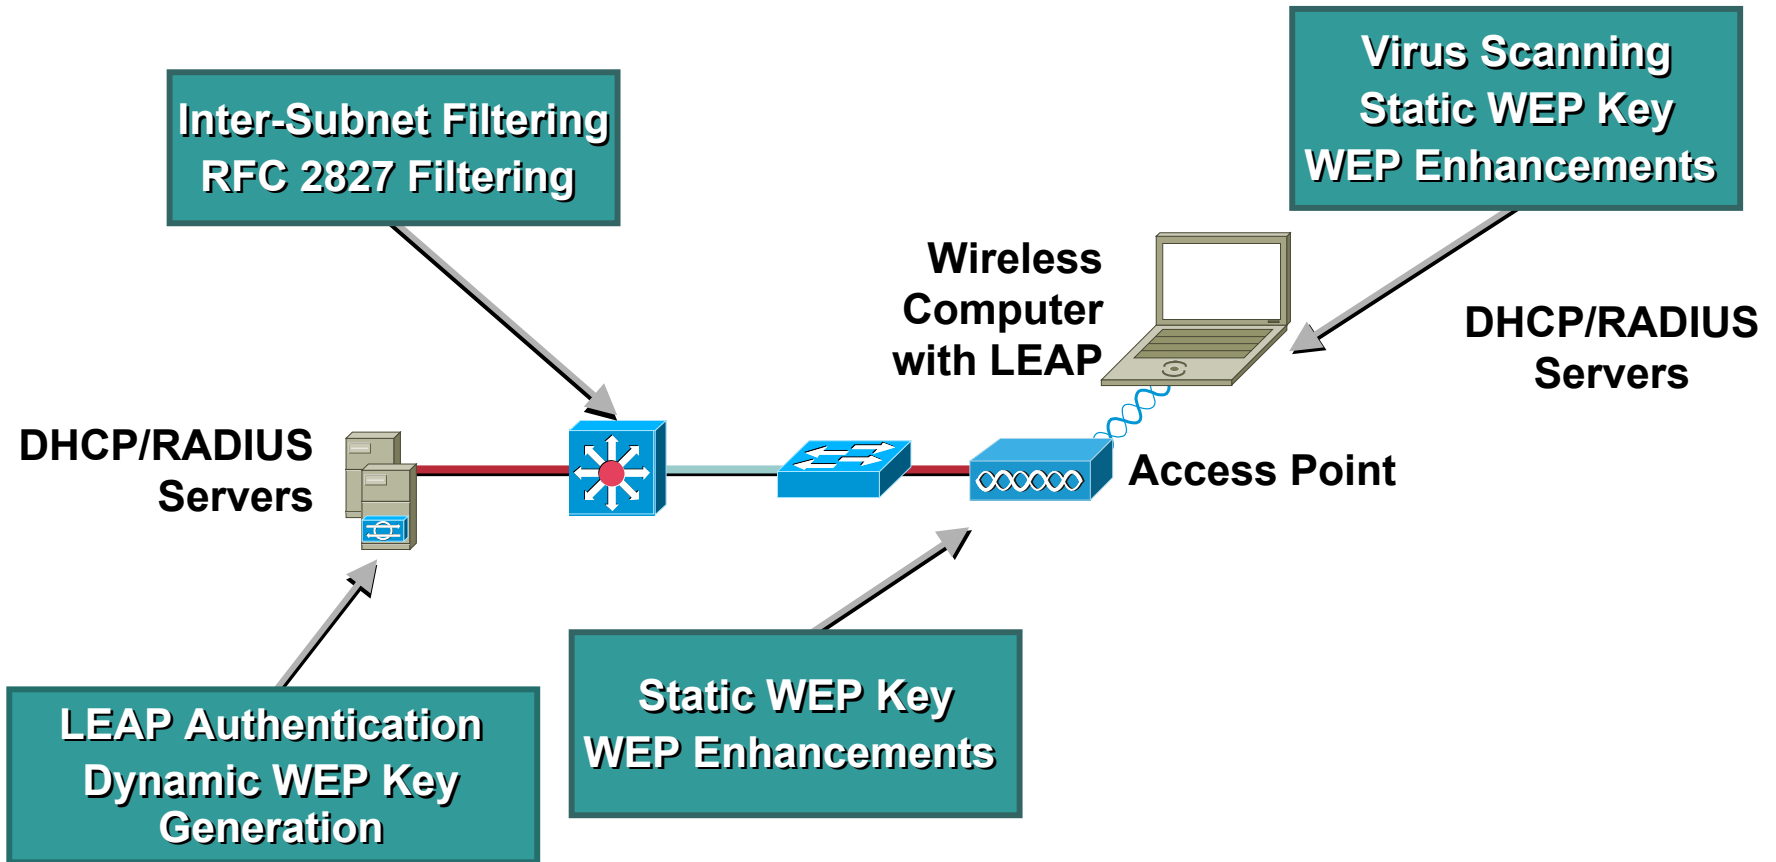 Virus Scanning
Static WEP Key
WEP Enhancements
Inter-Subnet Filtering
RFC 2827 Filtering
Wireless
Computer
with LEAP
DHCP/RADIUS
Servers
DHCP/RADIUS
Servers
Access Point
Static WEP Key
WEP Enhancements
LEAP Authentication
Dynamic WEP Key
Generation